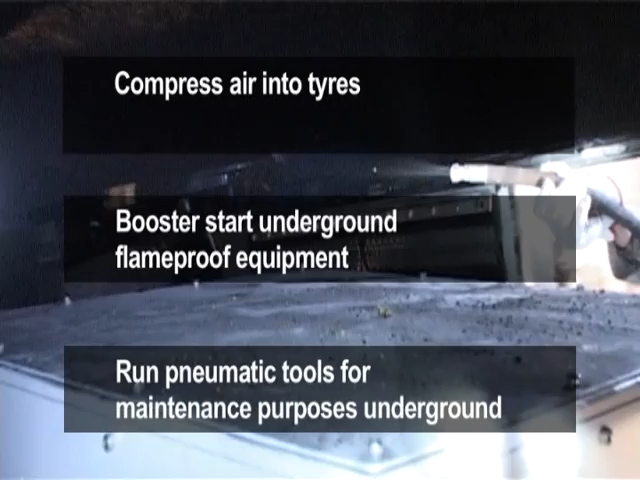 Compress air into tyres
Booster start underground
flameproof equipment
Run pneumatic tools for
maintenance purposes underground